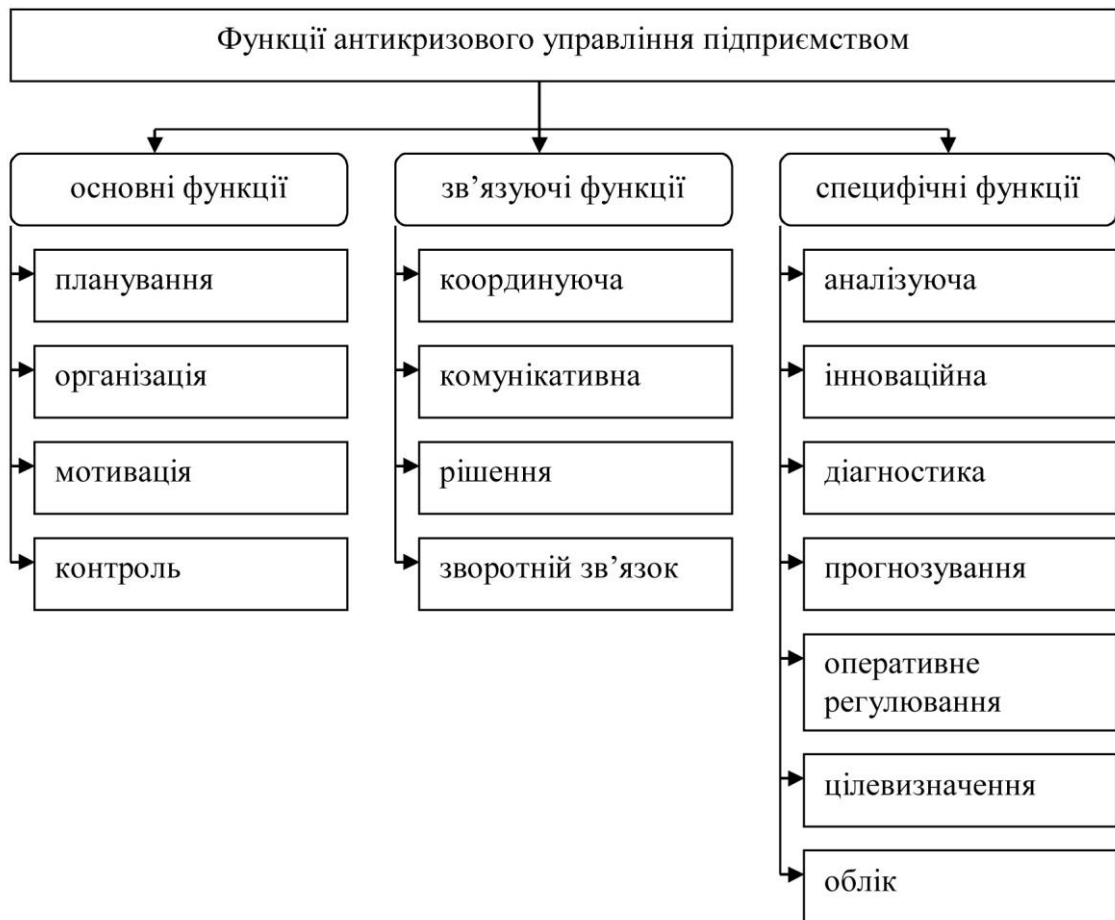 Функції антикризового управління підприємством
основні функції
планування
організація
мотивація
контроль
зв’язуючі функції
координуюча
комунікативна
рішення
зворотній зв’язок
специфічні функції
аналізуюча
інноваційна
діагностика
прогнозування
оперативне
регулювання
цілевизначення
облік